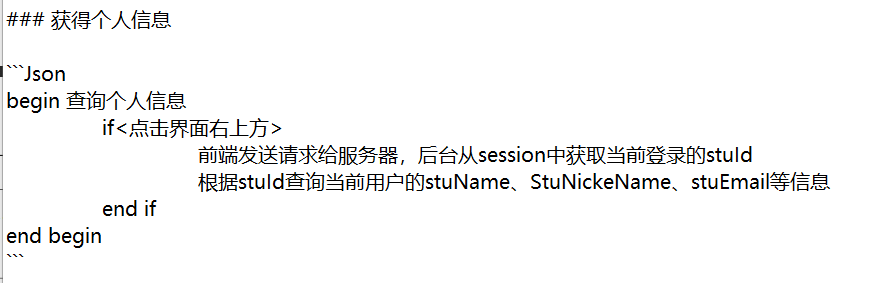 ### 获得个人信息
```Json
begin 查询个人信息
if<点击界面右上方>
前端发送请求给服务器，后台从session中获取当前登录的stuId
根据stuId查询当前用户的stuName、StuNickeName、stuEmail等信息
end if
end begin
```